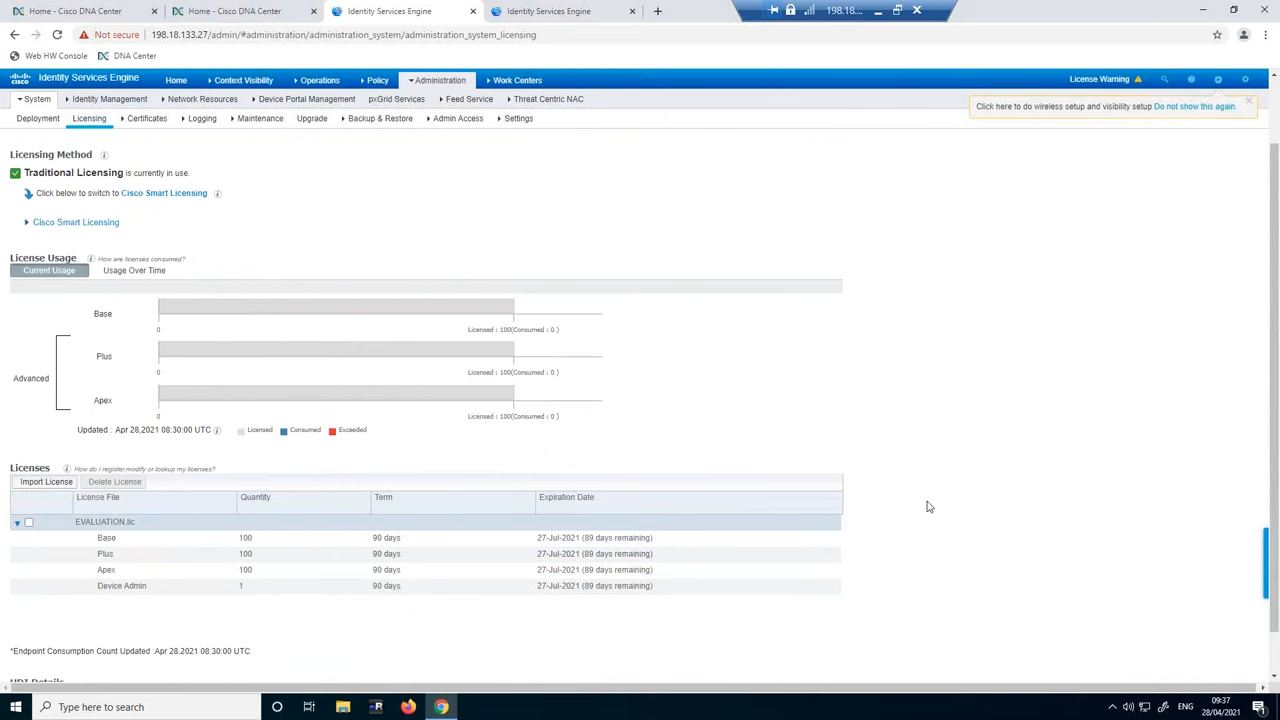 Home - Cisco DNA Center
Home - Cisco DNA Center
Identity Services Engine
Identity Services Engine
198.18....
Not secure
198.18.133.27/admin/#administration/administration_system/administration_system_licensing
Web HW Console
DNA Center
CISCO
Identity Services Engine
Home
Context Visibility
Operations
Policy
Administration
Work Centers
License Warning
System
Identity Management
Network Resources
Device Portal Management
pxGrid Services
Feed Service
Threat Centric NAC
Click here to do wireless setup and visibility setup Do not show this again.
Deployment
Licensing
Certificates
Logging
Maintenance
Upgrade
Backup & Restore
Admin Access
Settings
Licensing Method
Traditional Licensing is currently in use.
Click below to switch to Cisco Smart Licensing
Cisco Smart Licensing
License Usage
How are licenses consumed?
Current Usage
Usage Over Time
Base
0
Licensed : 100(Consumed : 0 )
Advanced
Plus
0
Licensed : 100(Consumed : 0 )
Apex
0
Licensed : 100(Consumed : 0 )
Updated : Apr 28,2021 08:30:00 UTC
Licensed
Consumed
Exceeded
Licenses
How do I register,modify or lookup my licenses?
Import License
Delete License
License File
Quantity
Term
Expiration Date
EVALUATION.lic
Base
100
90 days
27-Jul-2021 (89 days remaining)
Plus
100
90 days
27-Jul-2021 (89 days remaining)
Apex
100
90 days
27-Jul-2021 (89 days remaining)
Device Admin
1
90 days
27-Jul-2021 (89 days remaining)
*Endpoint Consumption Count Updated :Apr 28,2021 08:30:00 UTC
UDI Details
Type here to search
ENG
09:37
28/04/2021